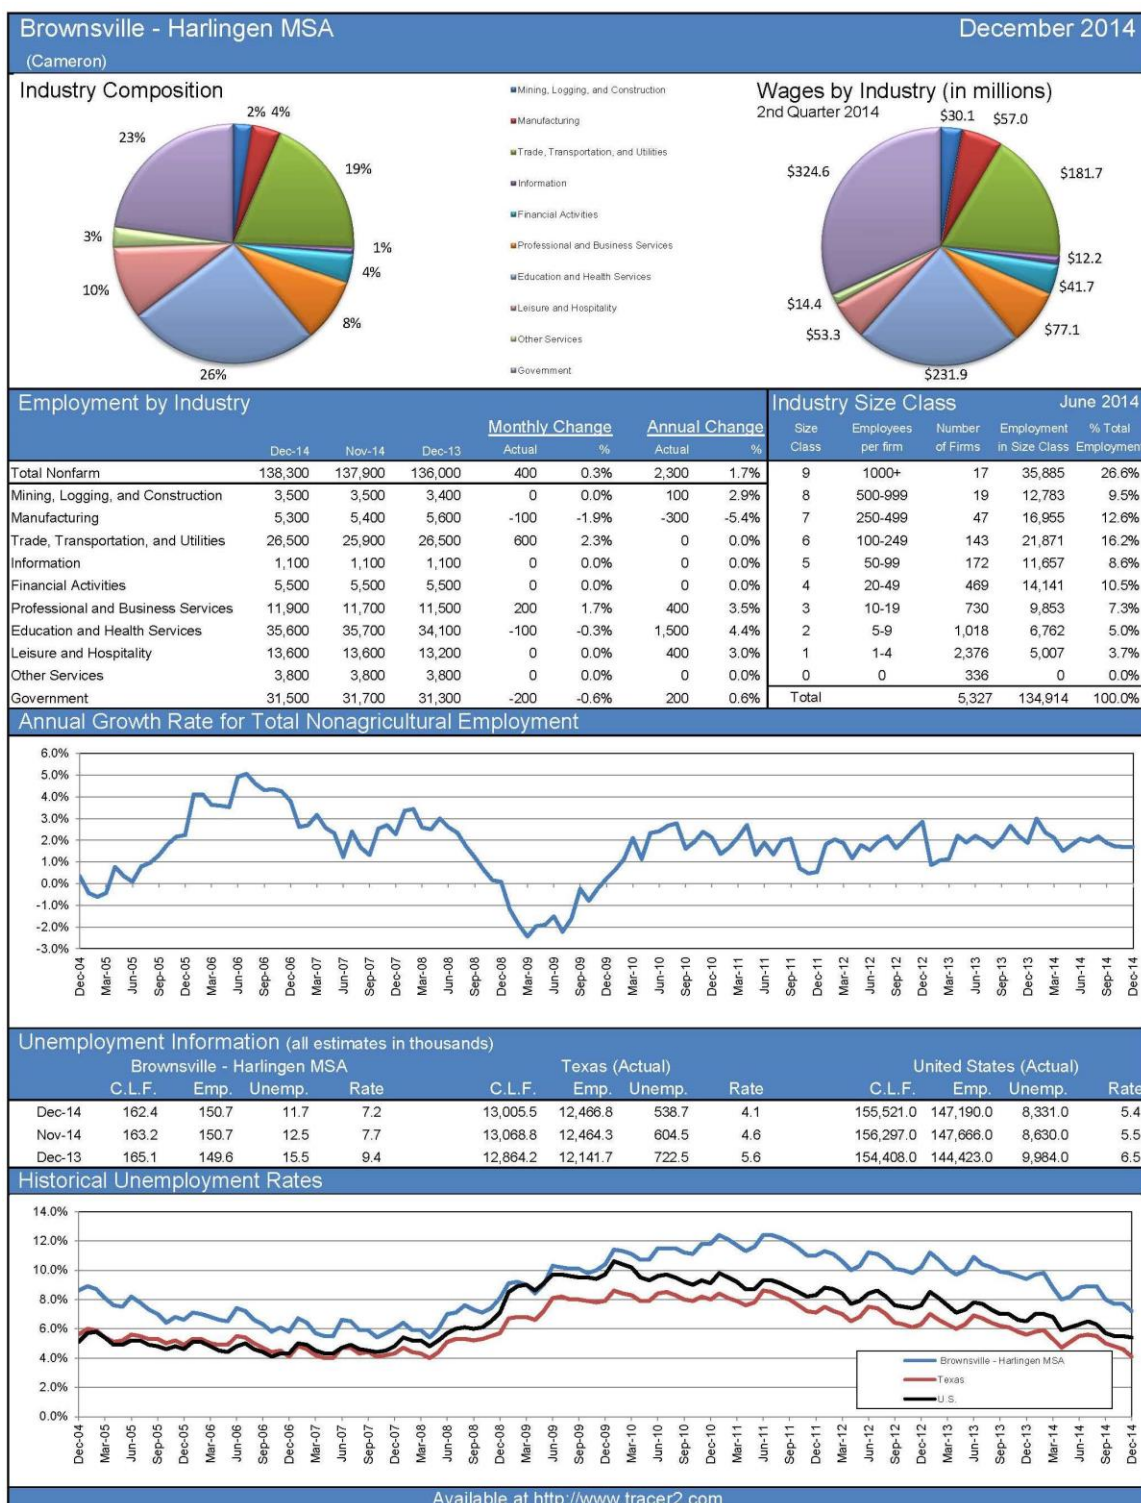 Brownsville - Harlingen MSA December 2014
(Cameron)
Industry Composition
Wages by Industry (in millions)
2nd Quarter 2014
2% 4%
19%
1%
4%
8%
26%
10%
3%
23%
Mining, Logging, and Construction
Manufacturing
Trade, Transportation, and Utilities
Information
Financial Activities
Professional and Business Services
Education and Health Services
Leisure and Hospitality
Other Services
Government
$30.1 $57.0
$181.7
$12.2
$41.7
$77.1
$231.9
$53.3
$14.4
$324.6
Employment by Industry
Monthly Change Annual Change
Dec-14 Nov-14 Dec-13 Actual % Actual %
Total Nonfarm 138,300 137,900 136,000 400 0.3% 2,300 1.7%
Mining, Logging, and Construction 3,500 3,500 3,400 0 0.0% 100 2.9%
Manufacturing 5,300 5,400 5,600 -100 -1.9% -300 -5.4%
Trade, Transportation, and Utilities 26,500 25,900 26,500 600 2.3% 0 0.0%
Information 1,100 1,100 1,100 0 0.0% 0 0.0%
Financial Activities 5,500 5,500 5,500 0 0.0% 0 0.0%
Professional and Business Services 11,900 11,700 11,500 200 1.7% 400 3.5%
Education and Health Services 35,600 35,700 34,100 -100 -0.3% 1,500 4.4%
Leisure and Hospitality 13,600 13,600 13,200 0 0.0% 400 3.0%
Other Services 3,800 3,800 3,800 0 0.0% 0 0.0%
Government 31,500 31,700 31,300 -200 -0.6% 200 0.6%
Industry Size Class June 2014
Size Employees Number Employment % Total
Class per firm of Firms in Size Class Employment
9 1000+ 17 35,885 26.6%
8 500-999 19 12,783 9.5%
7 250-499 47 16,955 12.6%
6 100-249 143 21,871 16.2%
5 50-99 172 11,657 8.6%
4 20-49 469 14,141 10.5%
3 10-19 730 9,853 7.3%
2 5-9 1,018 6,762 5.0%
1 1-4 2,376 5,007 3.7%
0 0 336 0 0.0%
Total 5,327 134,914 100.0%
Annual Growth Rate for Total Nonagricultural Employment
6.0%
5.0%
4.0%
3.0%
2.0%
1.0%
0.0%
-1.0%
-2.0%
-3.0%
Dec-04 Mar-05 Jun-05 Sep-05 Dec-05 Mar-06 Jun-06 Sep-06 Dec-06 Mar-07 Jun-07 Sep-07 Dec-07 Mar-08 Jun-08 Sep-08 Dec-08 Mar-09 Jun-09 Sep-09 Dec-09 Mar-10 Jun-10 Sep-10 Dec-10 Mar-11 Jun-11 Sep-11 Dec-11 Mar-12 Jun-12 Sep-12 Dec-12 Mar-13 Jun-13 Sep-13 Dec-13 Mar-14 Jun-14 Sep-14 Dec-14
Unemployment Information (all estimates in thousands)
Brownsville - Harlingen MSA Texas (Actual) United States (Actual)
C.L.F. Emp. Unemp. Rate C.L.F. Emp. Unemp. Rate C.L.F. Emp. Unemp. Rate
Dec-14 162.4 150.7 11.7 7.2 13,005.5 12,466.8 538.7 4.1 155,521.0 147,190.0 8,331.0 5.4
Nov-14 163.2 150.7 12.5 7.7 13,068.8 12,464.3 604.5 4.6 156,297.0 147,666.0 8,630.0 5.5
Dec-13 165.1 149.6 15.5 9.4 12,864.2 12,141.7 722.5 5.6 154,408.0 144,423.0 9,984.0 6.5
Historical Unemployment Rates
14.0%
12.0%
10.0%
8.0%
6.0%
4.0%
2.0%
0.0%
Brownsville - Harlingen MSA
Texas
U.S.
Dec-04 Mar-05 Jun-05 Sep-05 Dec-05 Mar-06 Jun-06 Sep-06 Dec-06 Mar-07 Jun-07 Sep-07 Dec-07 Mar-08 Jun-08 Sep-08 Dec-08 Mar-09 Jun-09 Sep-09 Dec-09 Mar-10 Jun-10 Sep-10 Dec-10 Mar-11 Jun-11 Sep-11 Dec-11 Mar-12 Jun-12 Sep-12 Dec-12 Mar-13 Jun-13 Sep-13 Dec-13 Mar-14 Jun-14 Sep-14 Dec-14
Available at http://www.tracer2.com